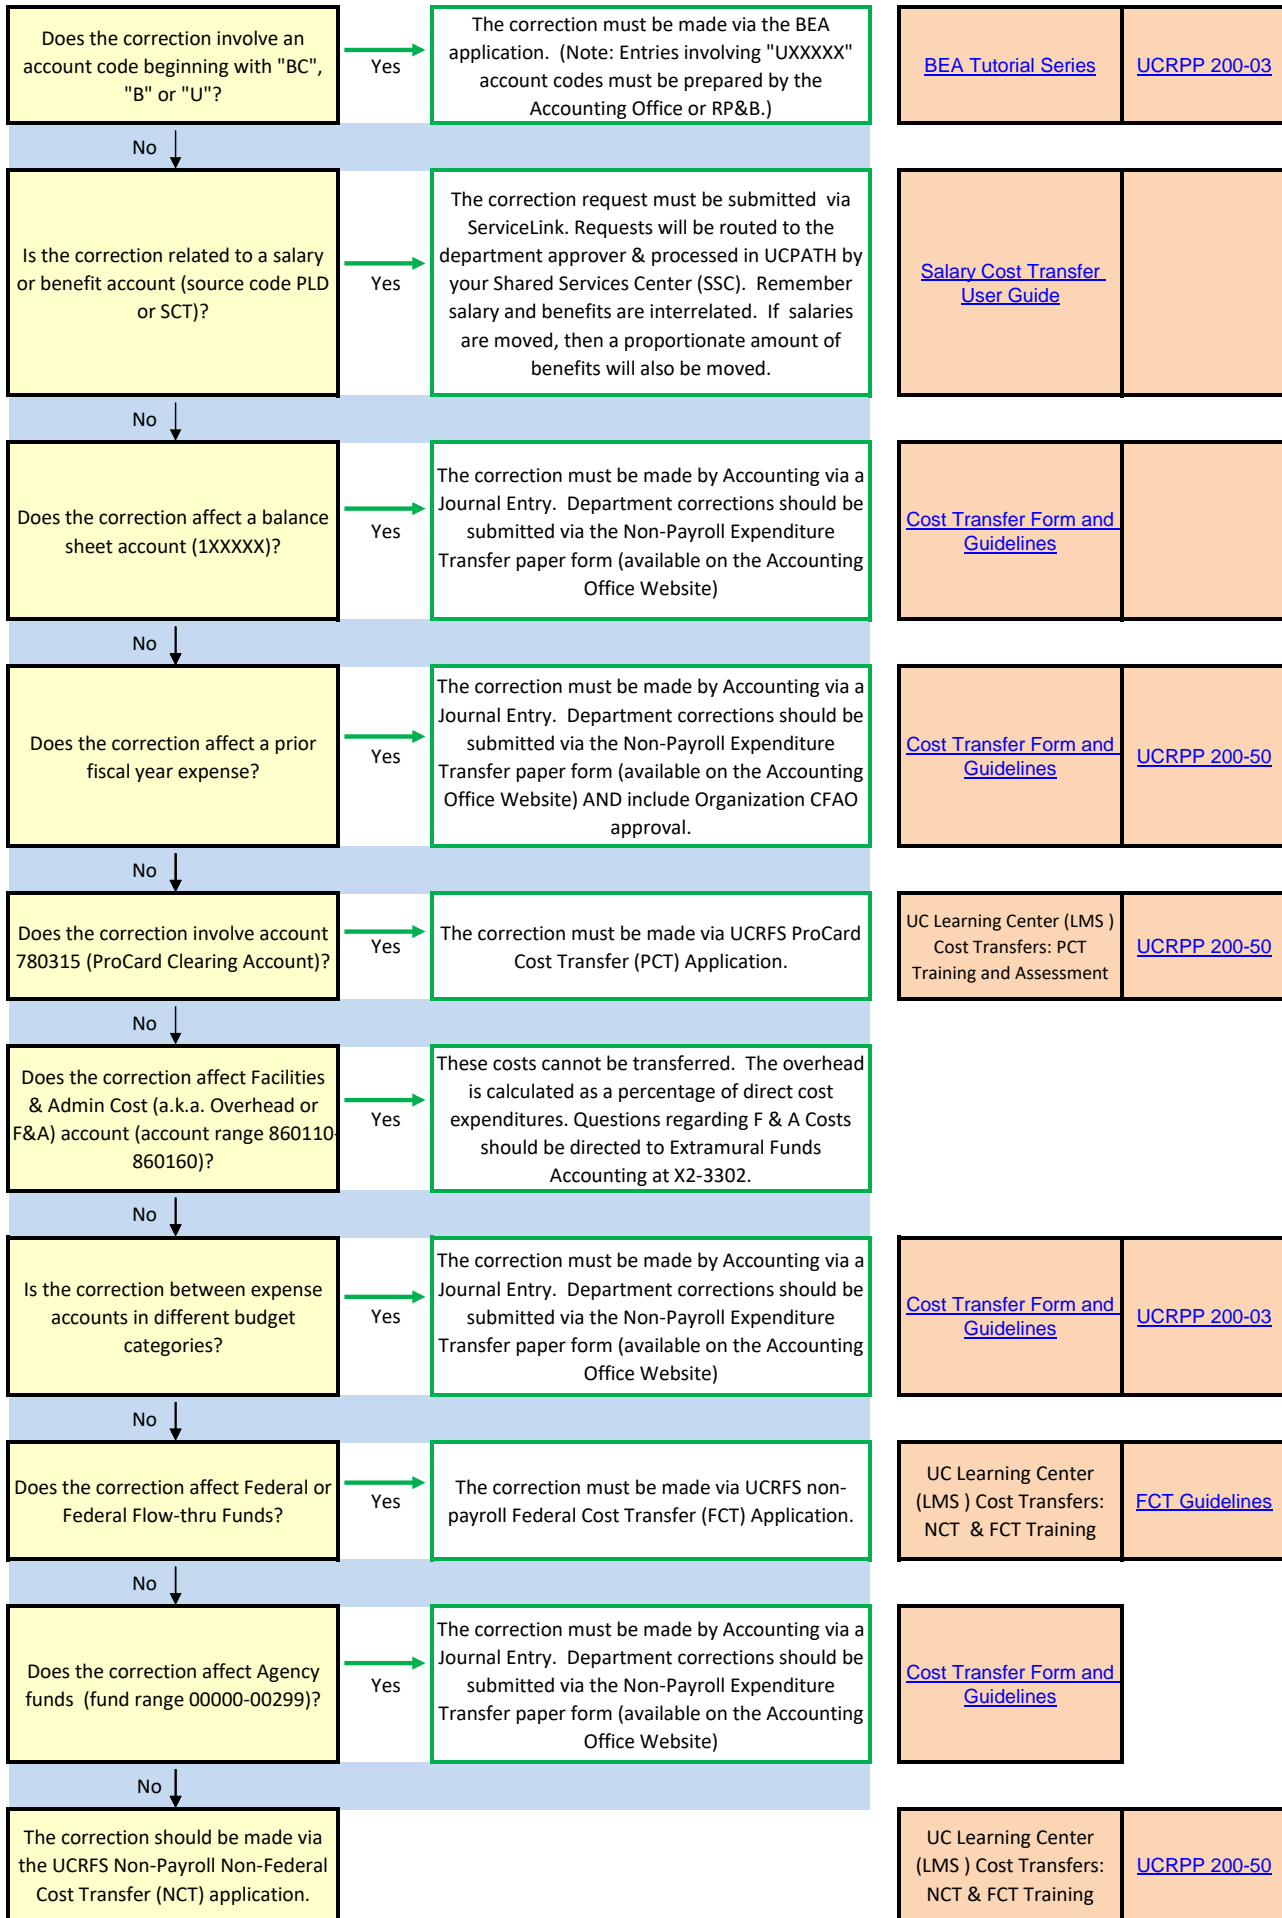 Does the correction involve an
account code beginning with "BC",
"B" or "U"?
Yes
The correction must be made via the BEA
application.  (Note: Entries involving "UXXXXX"
account codes must be prepared by the
Accounting Office or RP&B.)
BEA Tutorial Series
UCRPP 200-03
No
Is the correction related to a salary
or benefit account (source code PLD
or SCT)?
Yes
The correction request must be submitted  via
ServiceLink. Requests will be routed to the
department approver & processed in UCPATH by
your Shared Services Center (SSC).  Remember
salary and benefits are interrelated.  If  salaries
are moved, then a proportionate amount of
benefits will also be moved.
Salary Cost Transfer
User Guide
No
Does the correction affect a balance
sheet account (1XXXXX)?
Yes
The correction must be made by Accounting via a
Journal Entry.  Department corrections should be
submitted via the Non-Payroll Expenditure
Transfer paper form (available on the Accounting
Office Website)
Cost Transfer Form and
Guidelines
No
Does the correction affect a prior
fiscal year expense?
Yes
The correction must be made by Accounting via a
Journal Entry.  Department corrections should be
submitted via the Non-Payroll Expenditure
Transfer paper form (available on the Accounting
Office Website) AND include Organization CFAO
approval.
Cost Transfer Form and
Guidelines
UCRPP 200-50
No
Does the correction involve account
780315 (ProCard Clearing Account)?
Yes
The correction must be made via UCRFS ProCard
Cost Transfer (PCT) Application.
UC Learning Center (LMS )
Cost Transfers: PCT
Training and Assessment
UCRPP 200-50
No
Does the correction affect Facilities
& Admin Cost (a.k.a. Overhead or
F&A) account (account range 860110-
860160)?
Yes
These costs cannot be transferred.  The overhead
is calculated as a percentage of direct cost
expenditures. Questions regarding F & A Costs
should be directed to Extramural Funds
Accounting at X2-3302.
No
Is the correction between expense
accounts in different budget
categories?
Yes
The correction must be made by Accounting via a
Journal Entry.  Department corrections should be
submitted via the Non-Payroll Expenditure
Transfer paper form (available on the Accounting
Office Website)
Cost Transfer Form and
Guidelines
UCRPP 200-03
No
Does the correction affect Federal or
Federal Flow-thru Funds?
Yes
The correction must be made via UCRFS non-
payroll Federal Cost Transfer (FCT) Application.
UC Learning Center
(LMS ) Cost Transfers:
NCT  & FCT Training
FCT Guidelines
No
Does the correction affect Agency
funds  (fund range 00000-00299)?
Yes
The correction must be made by Accounting via a
Journal Entry.  Department corrections should be
submitted via the Non-Payroll Expenditure
Transfer paper form (available on the Accounting
Office Website)
Cost Transfer Form and
Guidelines
No
The correction should be made via
the UCRFS Non-Payroll Non-Federal
Cost Transfer (NCT) application.
UC Learning Center
(LMS ) Cost Transfers:
NCT & FCT Training
UCRPP 200-50